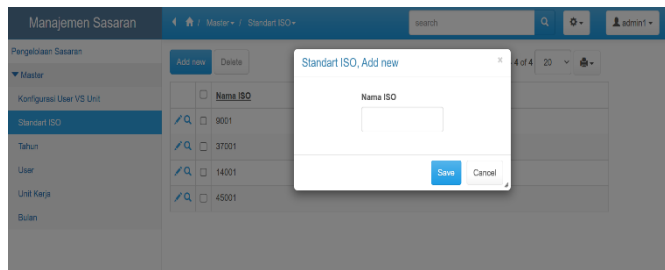 Manajemen Sasaran
/ Master / Standart ISO
search
admin1
Pengelolaan Sasaran
Master
Konfigurasi User VS Unit
Standart ISO
Tahun
User
Unit Kerja
Bulan
Add new Delete
4 of 4 20
Nama ISO
9001
37001
14001
45001
Standart ISO, Add new
×
Nama ISO
Save Cancel